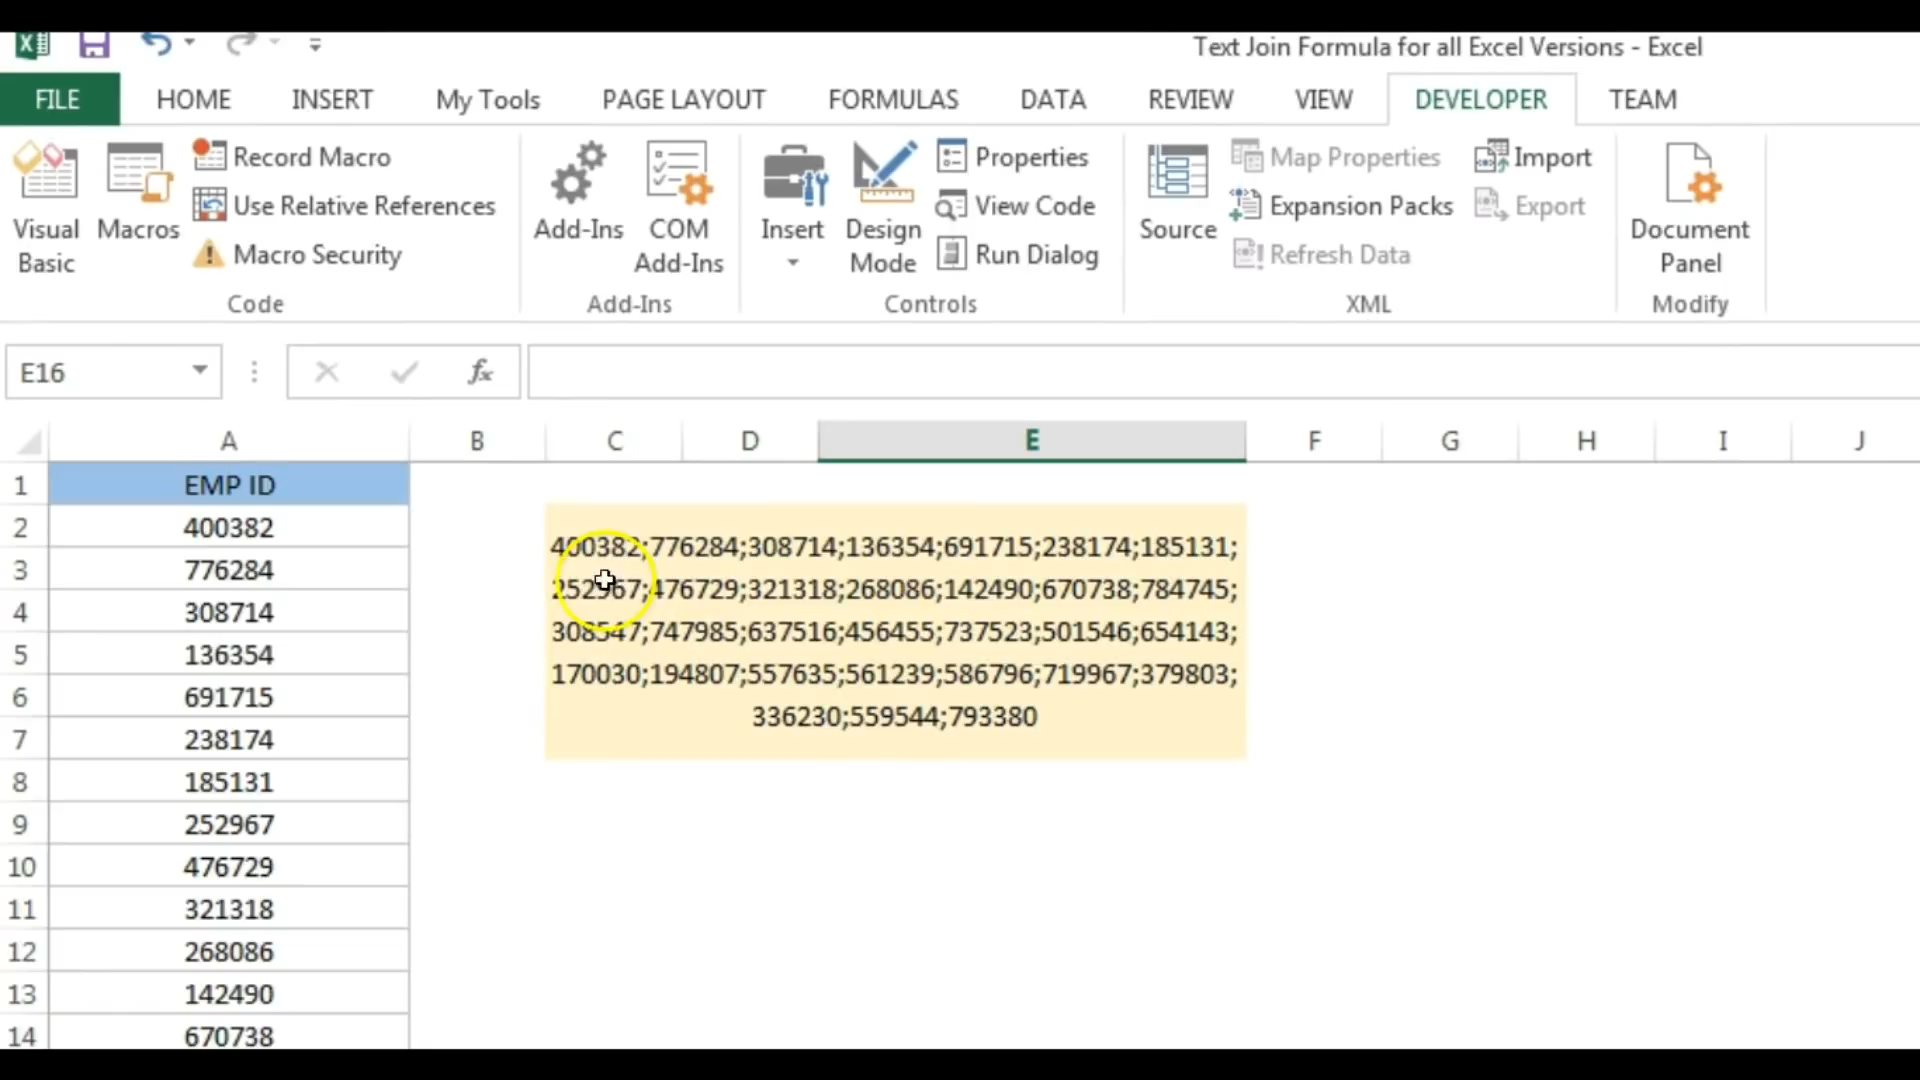 Text Join Formula for all Excel Versions - Excel
FILE HOME INSERT My Tools PAGE LAYOUT FORMULAS DATA REVIEW VIEW DEVELOPER TEAM
Visual Basic
Macros
Record Macro
Use Relative References
Macro Security
Code
Add-Ins
COM Add-Ins
Add-Ins
Insert
Design Mode
Properties
View Code
Run Dialog
Controls
Source
Map Properties
Expansion Packs
Refresh Data
Import
Export
XML
Document Panel
Modify
E16
fx
A B C D E F G H I J
1 EMP ID
2 400382
3 776284
4 308714
5 136354
6 691715
7 238174
8 185131
9 252967
10 476729
11 321318
12 268086
13 142490
14 670738
400382;776284;308714;136354;691715;238174;185131;
252967;476729;321318;268086;142490;670738;784745;
308547;747985;637516;456455;737523;501546;654143;
170030;194807;557635;561239;586796;719967;379803;
336230;559544;793380